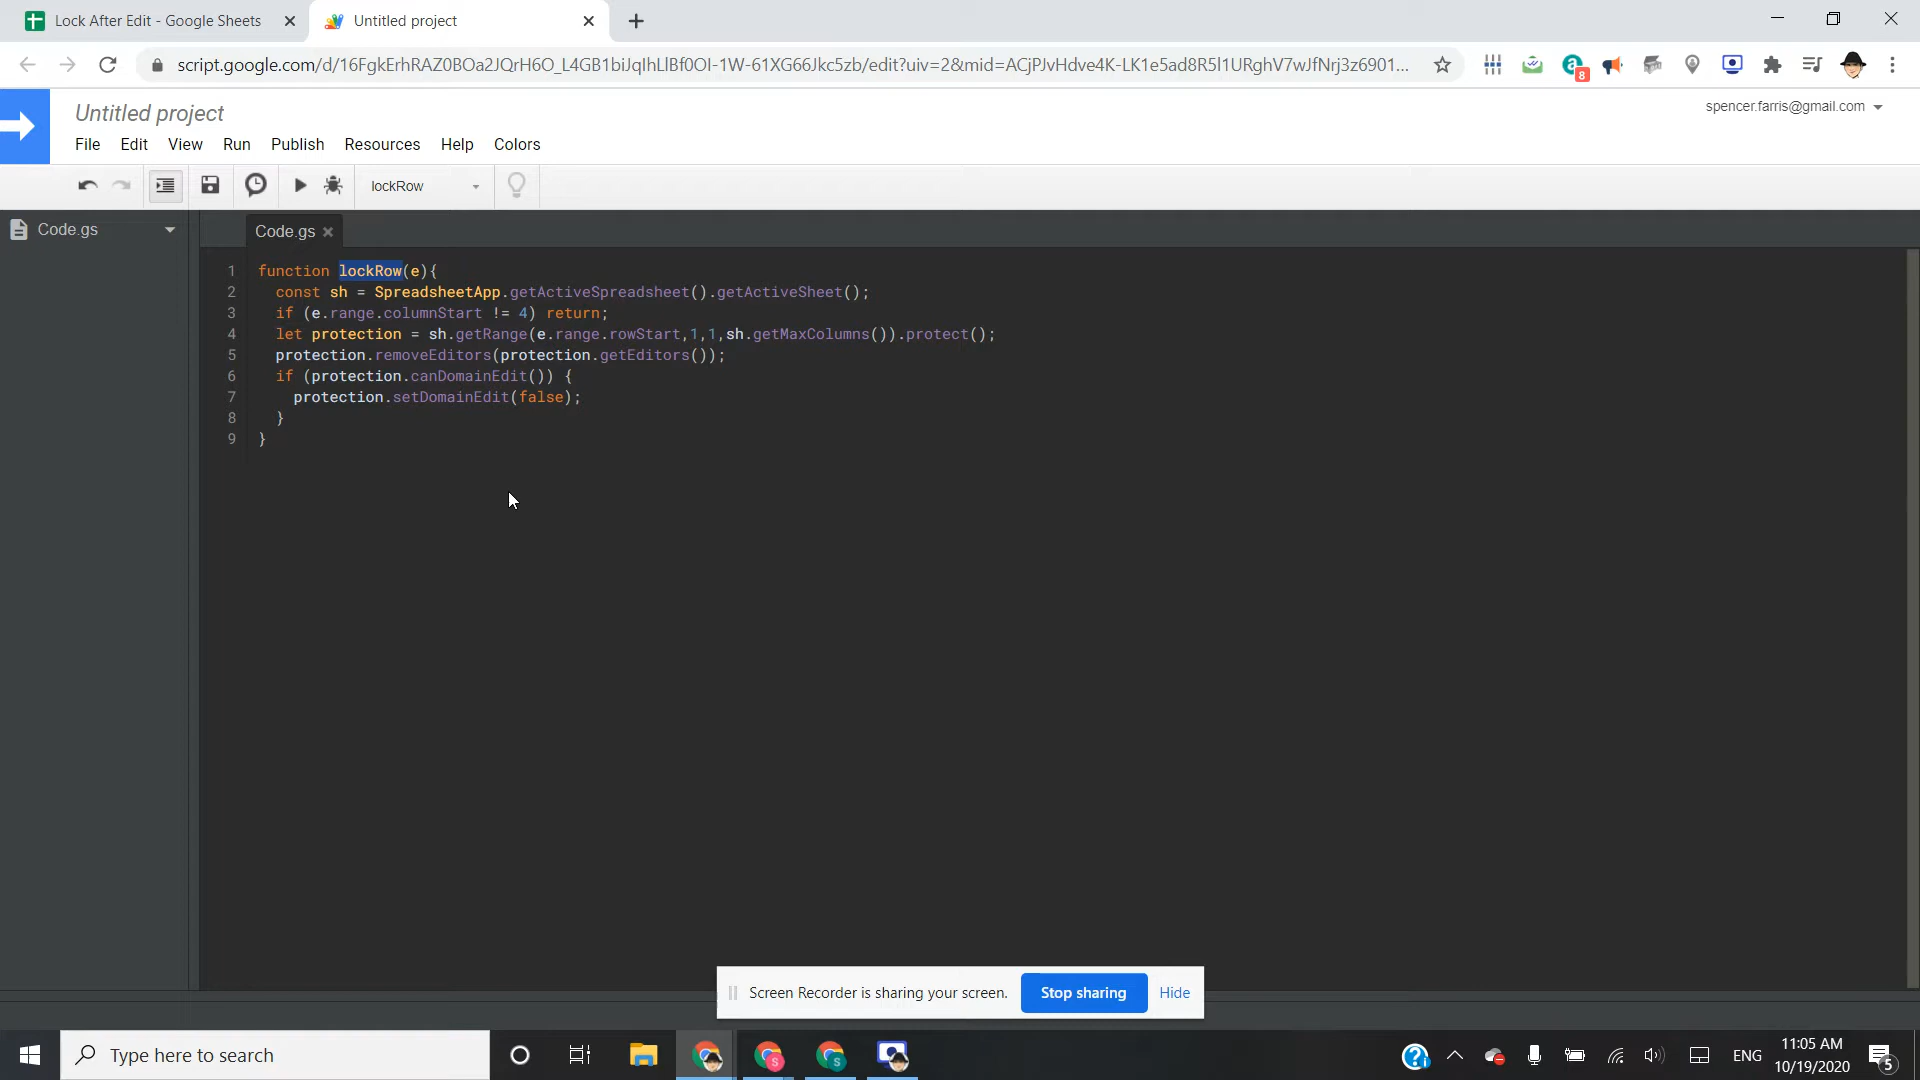 Lock After Edit - Google Sheets
Untitled project
script.google.com/d/16FgkErhRAZ0BOa2JQrH6O_L4GB1biJqIhLlBf0OI-1W-61XG66Jkc5zb/edit?uiv=2&mid=ACjPJvHdve4K-LK1e5ad8R5l1URghV7wJfNrj3z6901...
8
Untitled project
spencer.farris@gmail.com
File Edit View Run Publish Resources Help Colors
lockRow
Code.gs
Code.gs
1 function lockRow(e){
2 const sh = SpreadsheetApp.getActiveSpreadsheet().getActiveSheet();
3 if (e.range.columnStart != 4) return;
4 let protection = sh.getRange(e.range.rowStart,1,1,sh.getMaxColumns()).protect();
5 protection.removeEditors(protection.getEditors());
6 if (protection.canDomainEdit()) {
7 protection.setDomainEdit(false);
8 }
9 }
Screen Recorder is sharing your screen. Stop sharing Hide
Type here to search
S
S
ENG
11:05 AM
10/19/2020
5